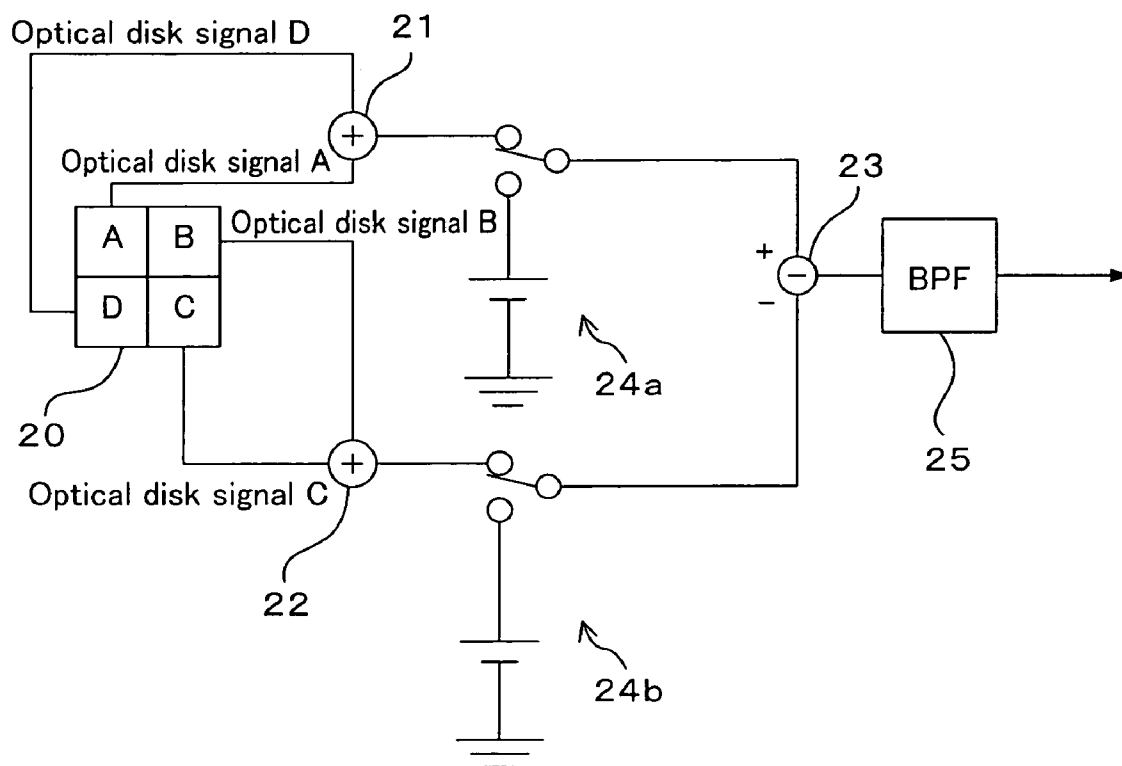 Optical disk signal D
21
+
Optical disk signal A
Optical disk signal B
A B
D C
20
Optical disk signal C
+
22
24a
24b
+
-
-
23
BPF
25